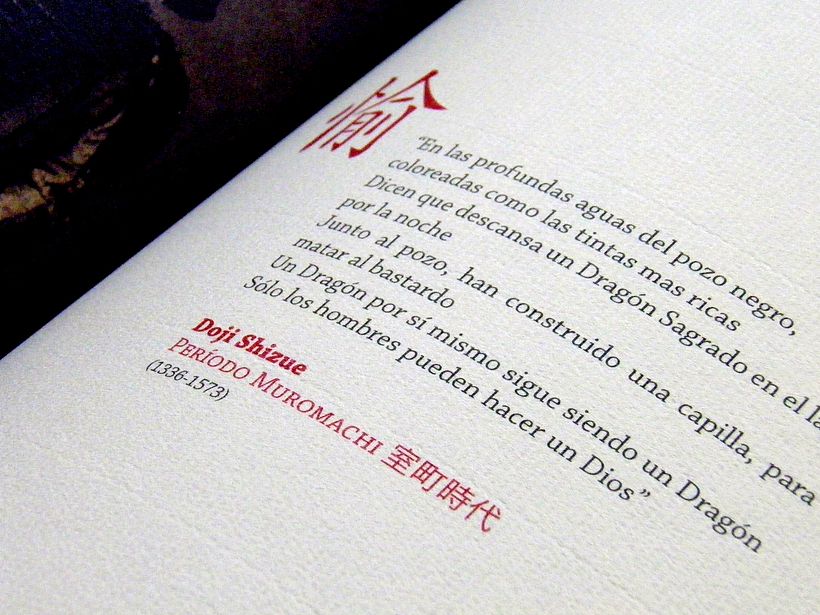 愉
“En las profundas aguas del pozo negro,
coloreadas como las tintas mas ricas
Dicen que descansa un Dragón Sagrado en el
por la noche
Junto al pozo, han construido una capilla, para
matar al bastardo
Un Dragón por sí mismo sigue siendo un Dragón
Sólo los hombres pueden hacer un Dios”
Doji Shizue
PERÍODO MUROMACHI 室町時代
(1336-1573)